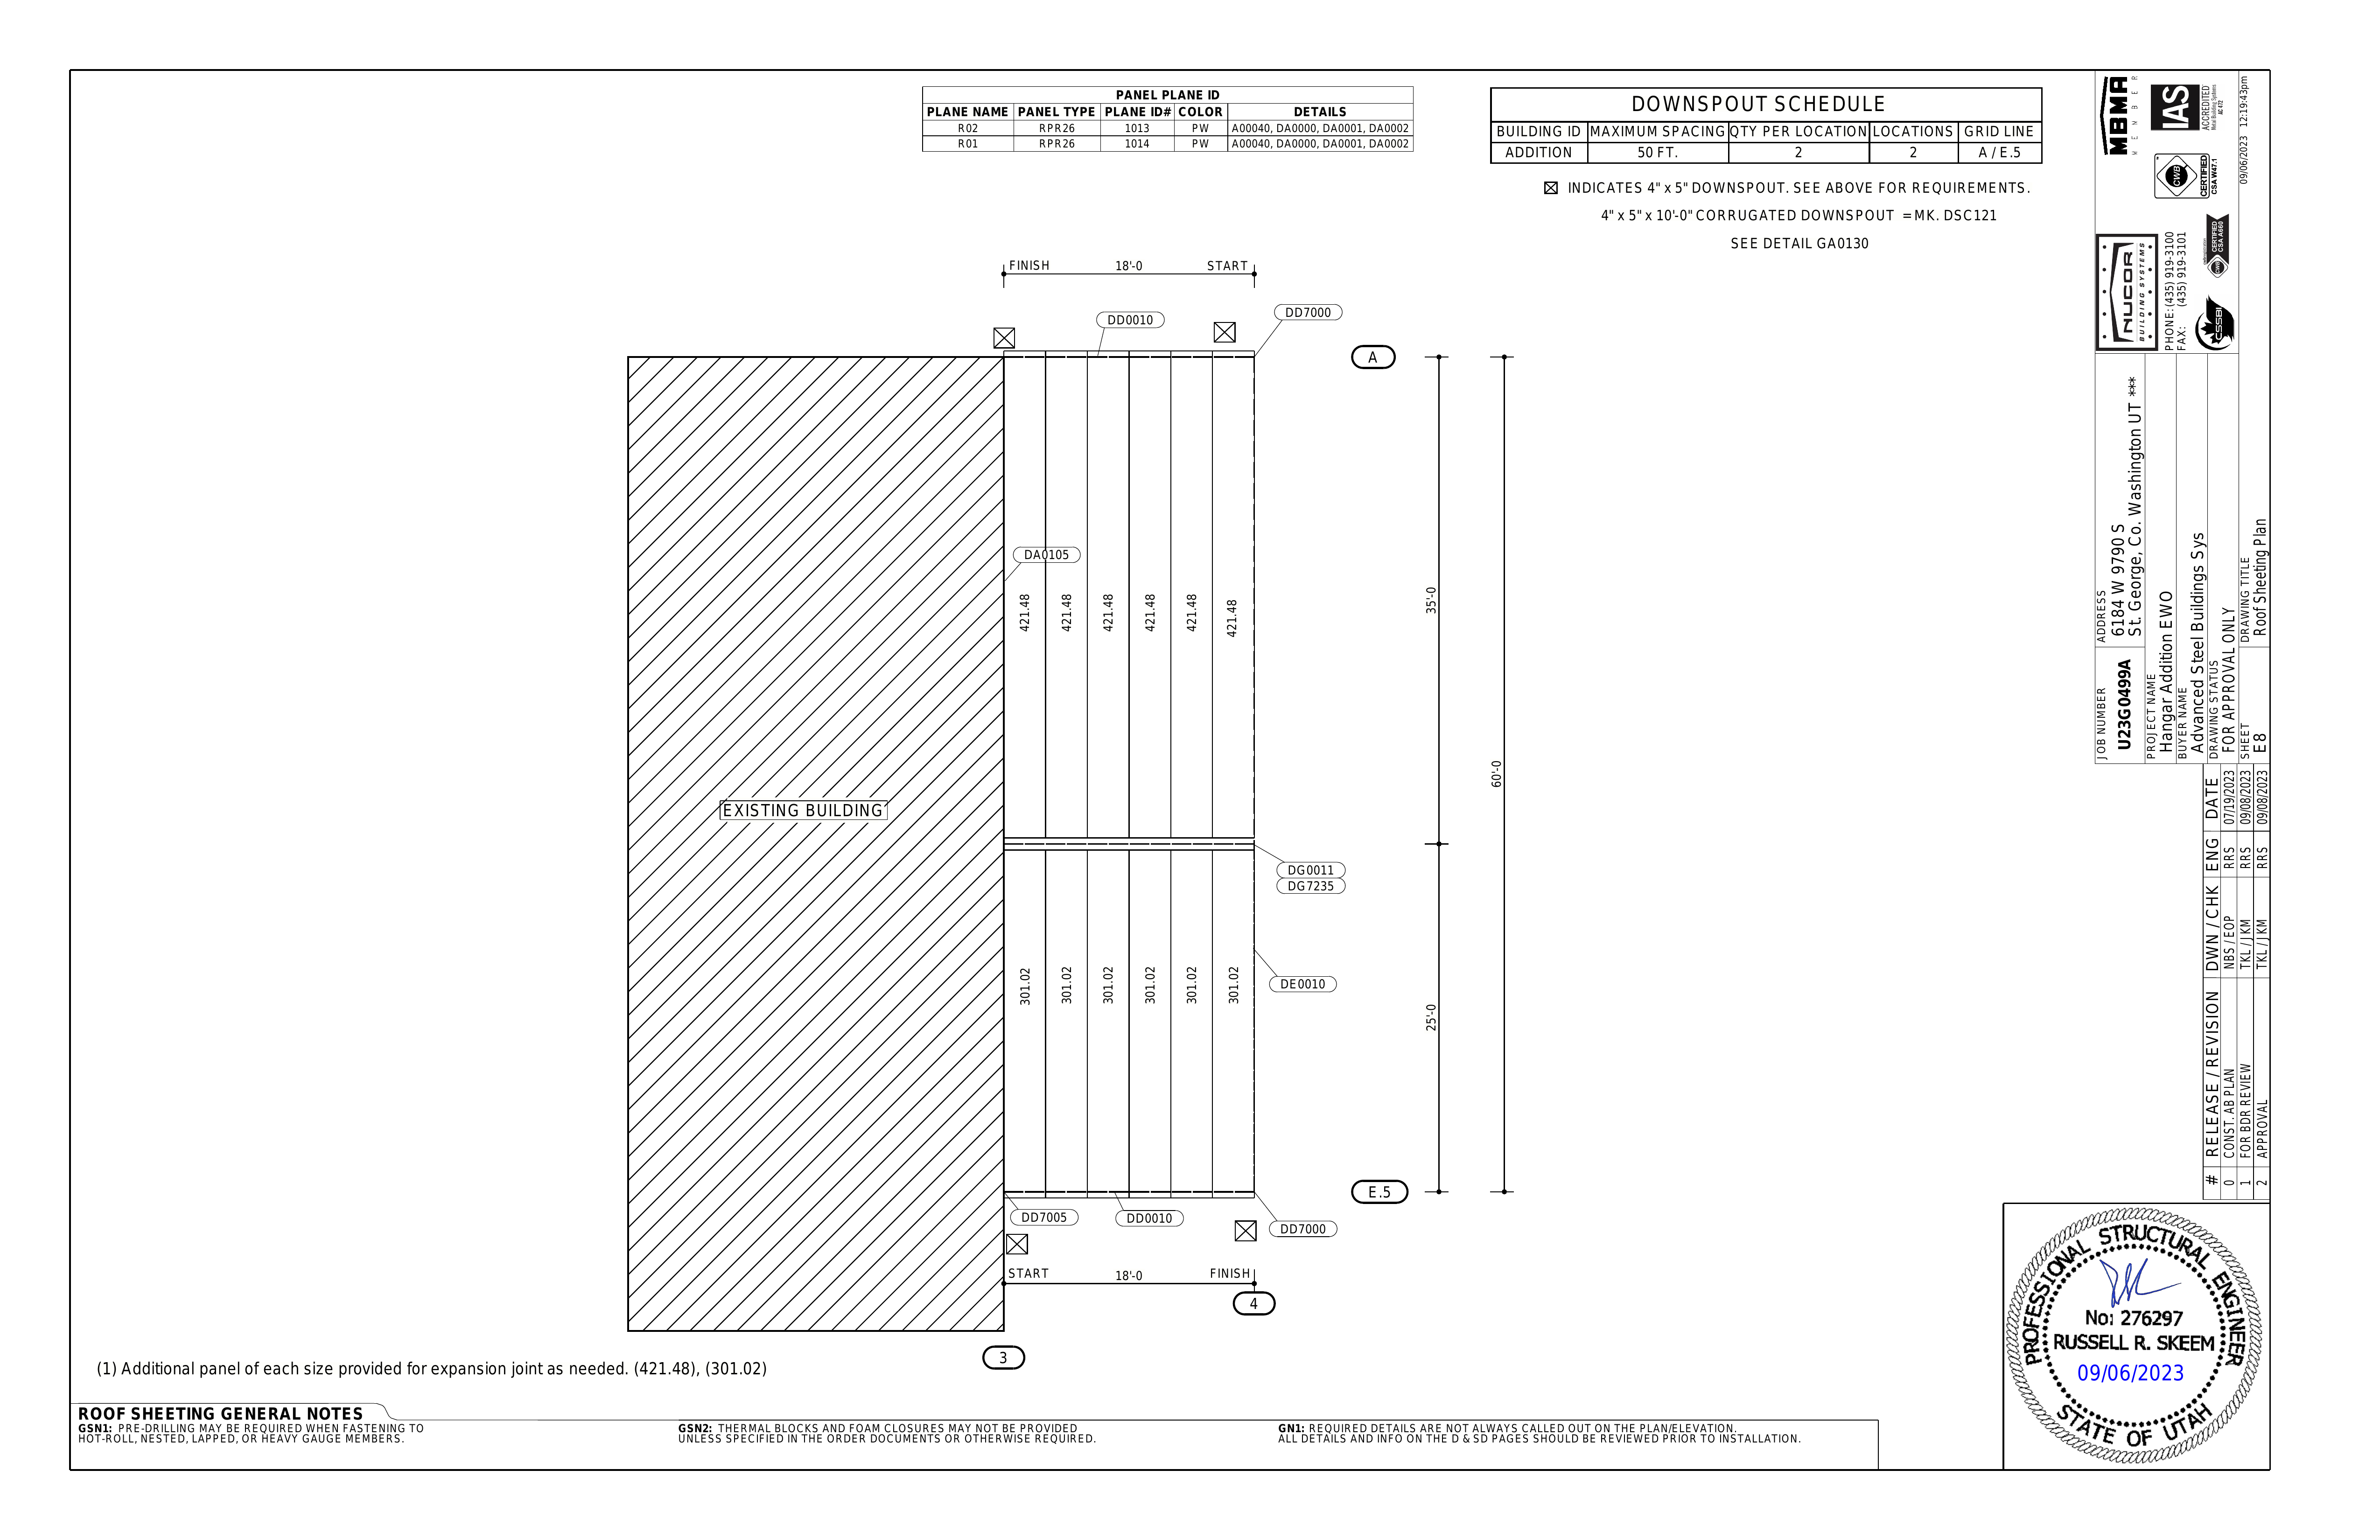 PANEL PLANE ID
PLANE NAME PANEL TYPE PLANE ID# COLOR DETAILS
R02 RPR26 1013 PW A00040, DA0000, DA0001, DA0002
R01 RPR26 1014 PW A00040, DA0000, DA0001, DA0002
DOWNSPOUT SCHEDULE
BUILDING ID MAXIMUM SPACING QTY PER LOCATION LOCATIONS GRID LINE
ADDITION 50 FT. 2 2 A / E.5
INDICATES 4" x 5" DOWNSPOUT. SEE ABOVE FOR REQUIREMENTS.
4" x 5" x 10'-0" CORRUGATED DOWNSPOUT = MK. DSC121
SEE DETAIL GA0130
FINISH 18'-0 START
DD0010
DD7000
A
DA0105
421.48
421.48
421.48
421.48
421.48
421.48
35'-0
60'-0
EXISTING BUILDING
DG0011
DG7235
DE0010
301.02
301.02
301.02
301.02
301.02
301.02
25'-0
E.5
DD7005
DD0010
DD7000
START 18'-0 FINISH
4
3
(1) Additional panel of each size provided for expansion joint as needed. (421.48), (301.02)
ROOF SHEETING GENERAL NOTES
GSN1: PRE-DRILLING MAY BE REQUIRED WHEN FASTENING TO
HOT-ROLL, NESTED, LAPPED, OR HEAVY GAUGE MEMBERS.
GSN2: THERMAL BLOCKS AND FOAM CLOSURES MAY NOT BE PROVIDED
UNLESS SPECIFIED IN THE ORDER DOCUMENTS OR OTHERWISE REQUIRED.
GN1: REQUIRED DETAILS ARE NOT ALWAYS CALLED OUT ON THE PLAN/ELEVATION.
ALL DETAILS AND INFO ON THE D & SD PAGES SHOULD BE REVIEWED PRIOR TO INSTALLATION.
MBMA
MEMBER
IAS
ACCREDITED
Metal Building Systems
AC 472
CWB
CERTIFIED
CSA W47.1
CWB
CERTIFIED
CSA A660
CSSBI
NUCOR
BUILDING SYSTEMS
PHONE: (435) 919-3100
FAX: (435) 919-3101
09/06/2023 12:19:43pm
JOB NUMBER
U23G0499A
ADDRESS
6184 W 9790 S
St. George, Co. Washington UT ***
PROJECT NAME
Hangar Addition EWO
BUYER NAME
Advanced Steel Buildings Sys
DRAWING STATUS
FOR APPROVAL ONLY
SHEET
E8
DRAWING TITLE
Roof Sheeting Plan
# RELEASE / REVISION DWN / CHK ENG DATE
0 CONST. AB PLAN NBS / EOP RRS 07/19/2023
1 FOR BDR REVIEW TKL / JKM RRS 09/08/2023
2 APPROVAL TKL / JKM RRS 09/08/2023
PROFESSIONAL STRUCTURAL ENGINEER
No: 276297
RUSSELL R. SKEEM
09/06/2023
STATE OF UTAH